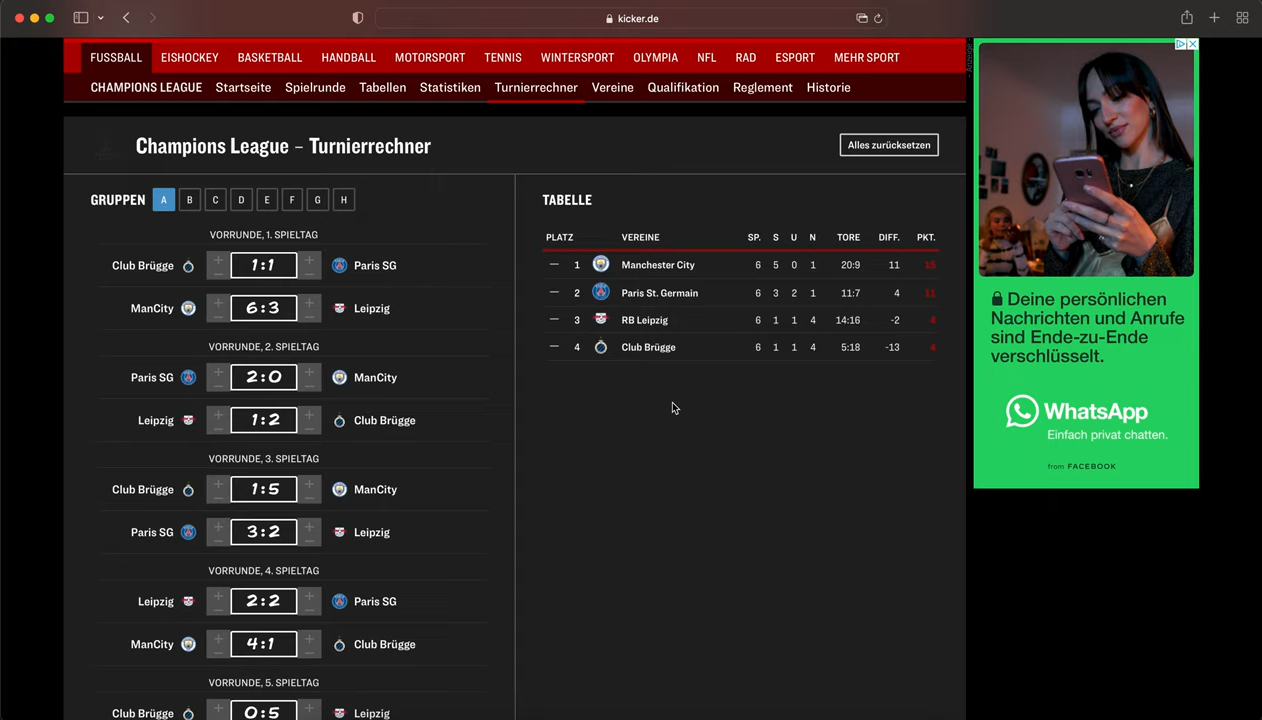 kicker.de
FUSSBALL EISHOCKEY BASKETBALL HANDBALL MOTORSPORT TENNIS WINTERSPORT OLYMPIA NFL RAD ESPORT MEHR SPORT
CHAMPIONS LEAGUE Startseite Spielrunde Tabellen Statistiken Turnierrechner Vereine Qualifikation Reglement Historie
Champions League – Turnierrechner
Alles zurücksetzen
GRUPPEN A B C D E F G H
VORRUNDE, 1. SPIELTAG
Club Brügge 1:1 Paris SG
ManCity 6:3 Leipzig
VORRUNDE, 2. SPIELTAG
Paris SG 2:0 ManCity
Leipzig 1:2 Club Brügge
VORRUNDE, 3. SPIELTAG
Club Brügge 1:5 ManCity
Paris SG 3:2 Leipzig
VORRUNDE, 4. SPIELTAG
Leipzig 2:2 Paris SG
ManCity 4:1 Club Brügge
VORRUNDE, 5. SPIELTAG
Club Brügge 0:5 Leipzig
TABELLE
PLATZ VEREINE SP. S U N TORE DIFF. PKT.
— 1 Manchester City 6 5 0 1 20:9 11 15
— 2 Paris St. Germain 6 3 2 1 11:7 4 11
— 3 RB Leipzig 6 1 1 4 14:16 -2 4
— 4 Club Brügge 6 1 1 4 5:18 -13 4
- Anzeige -
Deine persönlichen
Nachrichten und Anrufe
sind Ende-zu-Ende
verschlüsselt.
WhatsApp
Einfach privat chatten.
from FACEBOOK